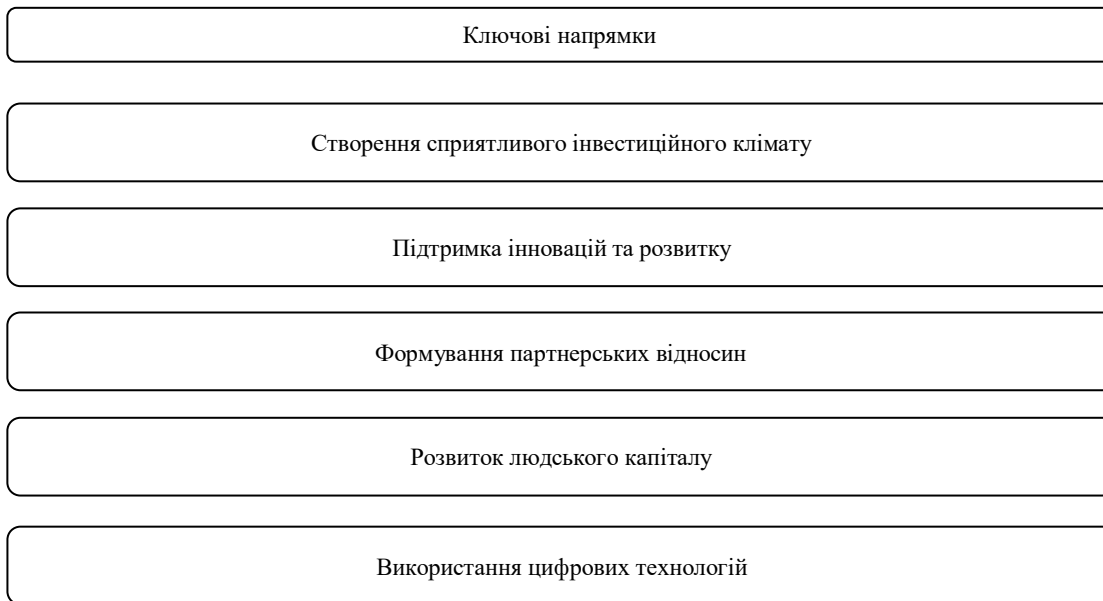 Ключові напрямки
Створення сприятливого інвестиційного клімату
Підтримка інновацій та розвитку
Формування партнерських відносин
Розвиток людського капіталу
Використання цифрових технологій